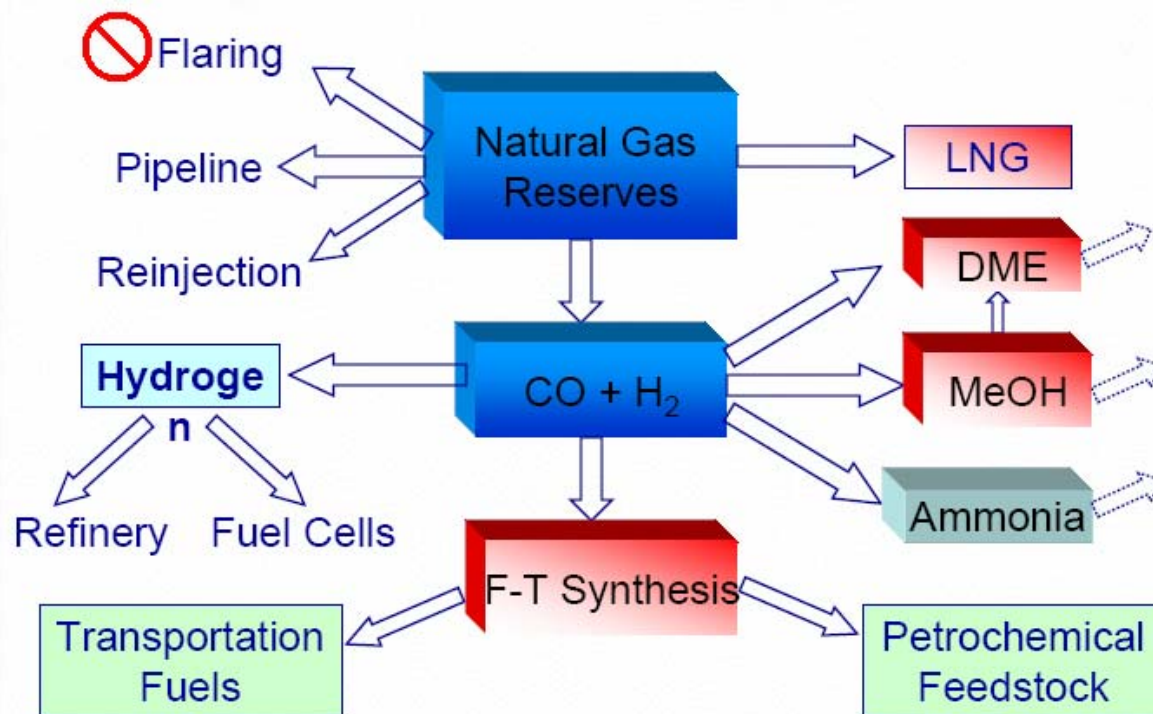 Flaring
Natural Gas
Reserves
Pipeline
LNG
Reinjection
DME
Hydroge
n
CO + H₂
MeOH
Refinery
Fuel Cells
Ammonia
F-T Synthesis
Transportation
Fuels
Petrochemical
Feedstock